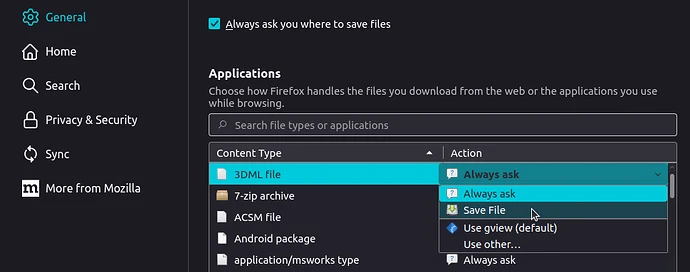 General
Always ask you where to save files
Home
Search
Privacy & Security
Sync
m
More from Mozilla
Applications
Choose how Firefox handles the files you download from the web or the applications you use
while browsing.
Search file types or applications
Content Type
Action
3DML file
Always ask
7-zip archive
Always ask
ACSM file
Save File
Android package
Use gview (default)
Use other…
application/msworks type
Always ask